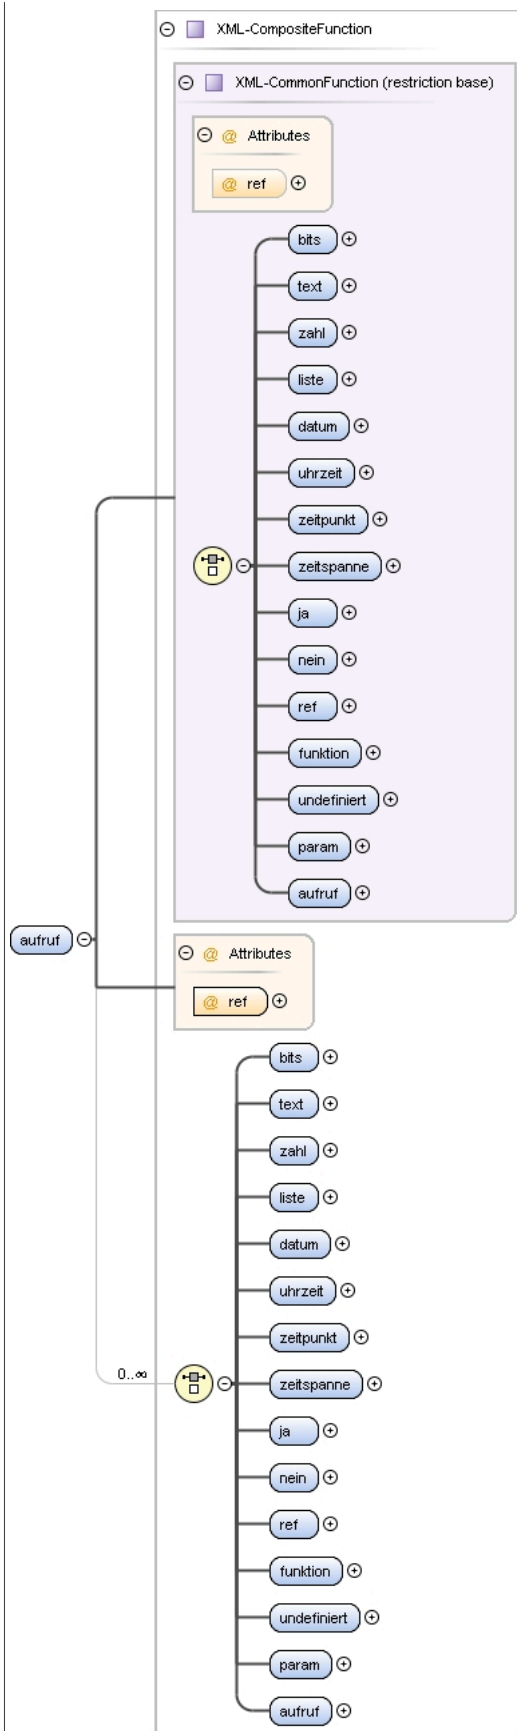 XML-CompositeFunction
XML-CommonFunction (restriction base)
@ Attributes
@ ref
bits
text
zahl
liste
datum
uhrzeit
zeitpunkt
zeitspanne
ja
nein
ref
funktion
undefiniert
param
aufruf
aufruf
@ Attributes
@ ref
bits
text
zahl
liste
datum
uhrzeit
zeitpunkt
0..∞
zeitspanne
ja
nein
ref
funktion
undefiniert
param
aufruf